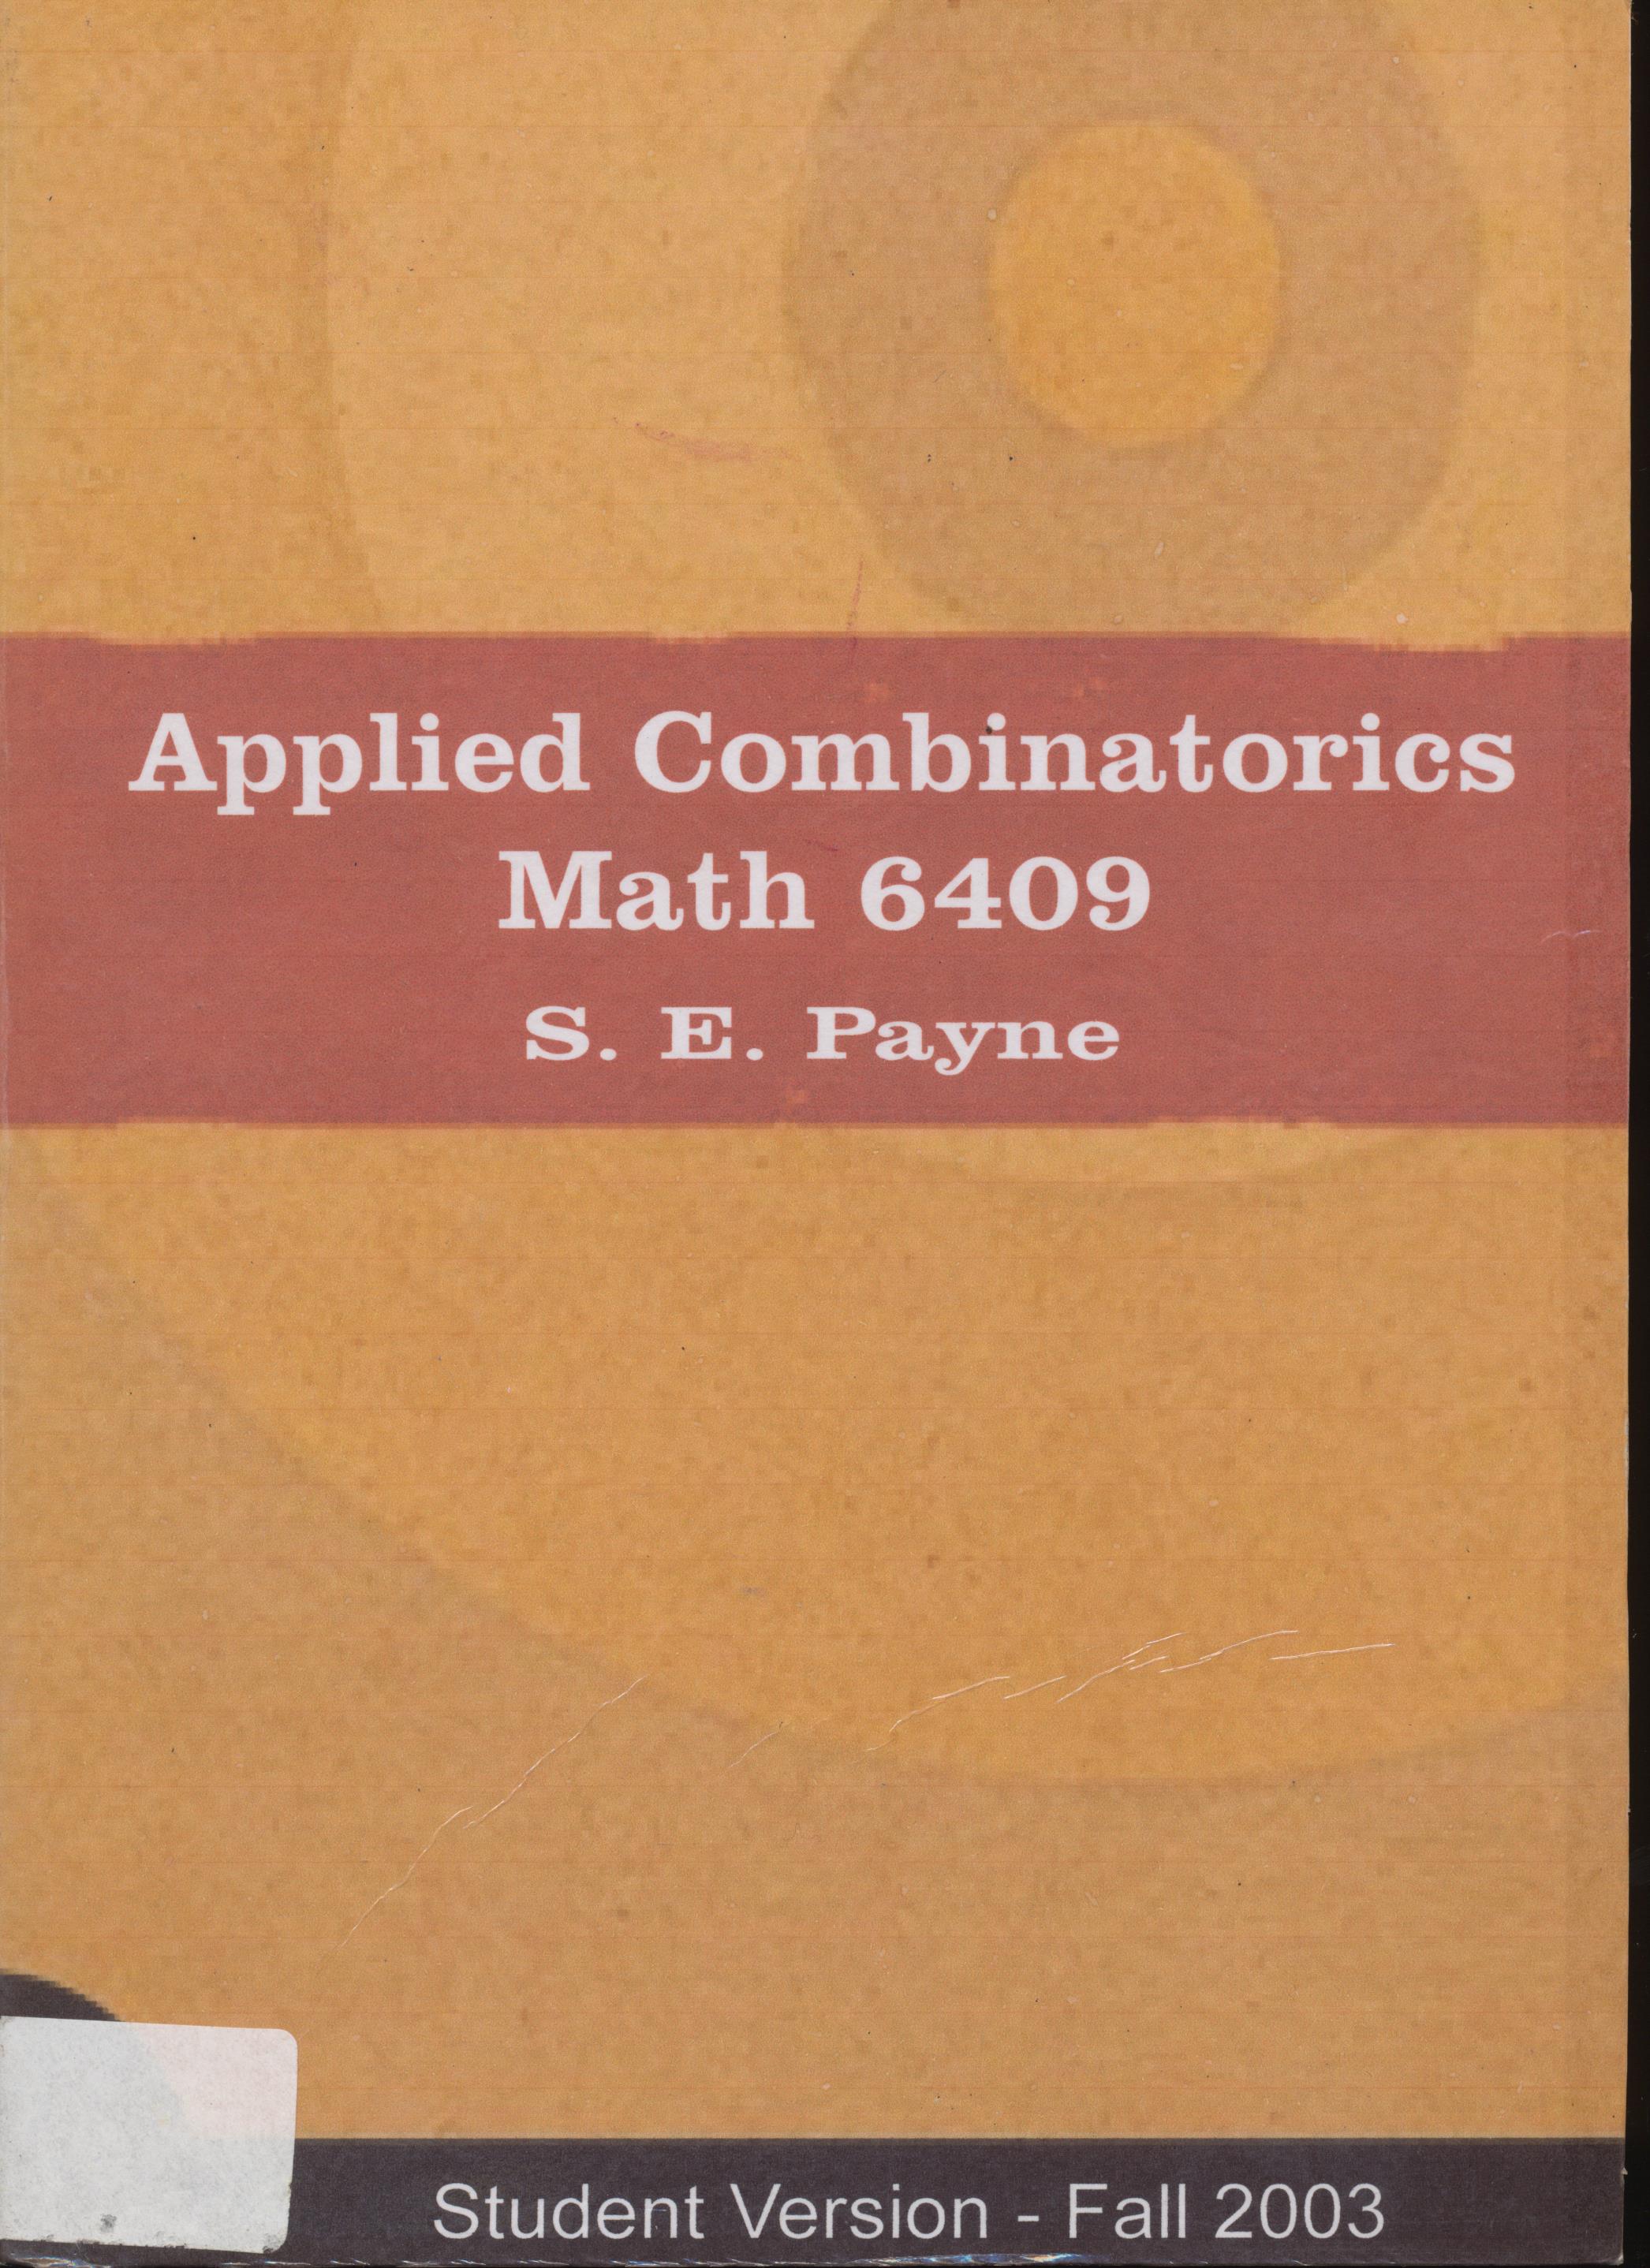 Applied Combinatorics
Math 6409
S. E. Payne
Student Version - Fall 2003